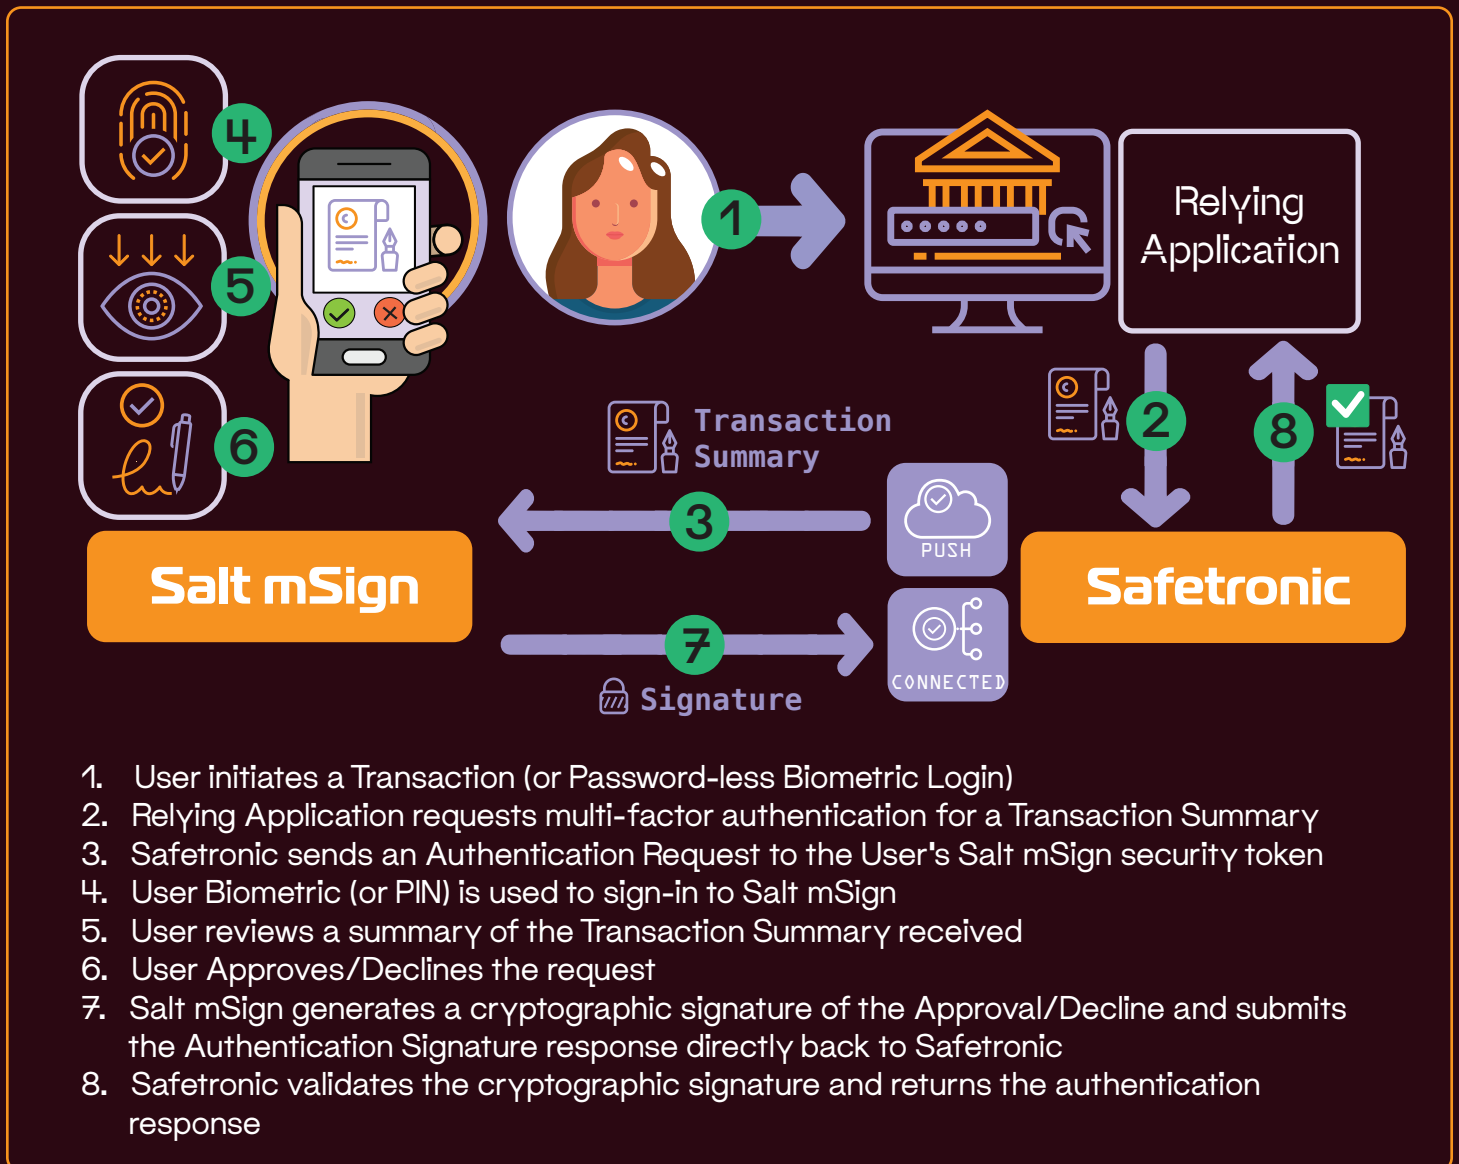 4
1
Relying
Application
5
2
8
6
Transaction
Summary
3
PUSH
Salt mSign
Safetronic
7
CONNECTED
Signature
1. User initiates a Transaction (or Password-less Biometric Login)
2. Relying Application requests multi-factor authentication for a Transaction Summary
3. Safetronic sends an Authentication Request to the User's Salt mSign security token
4. User Biometric (or PIN) is used to sign-in to Salt mSign
5. User reviews a summary of the Transaction Summary received
6. User Approves/Declines the request
7. Salt mSign generates a cryptographic signature of the Approval/Decline and submits
the Authentication Signature response directly back to Safetronic
8. Safetronic validates the cryptographic signature and returns the authentication
response